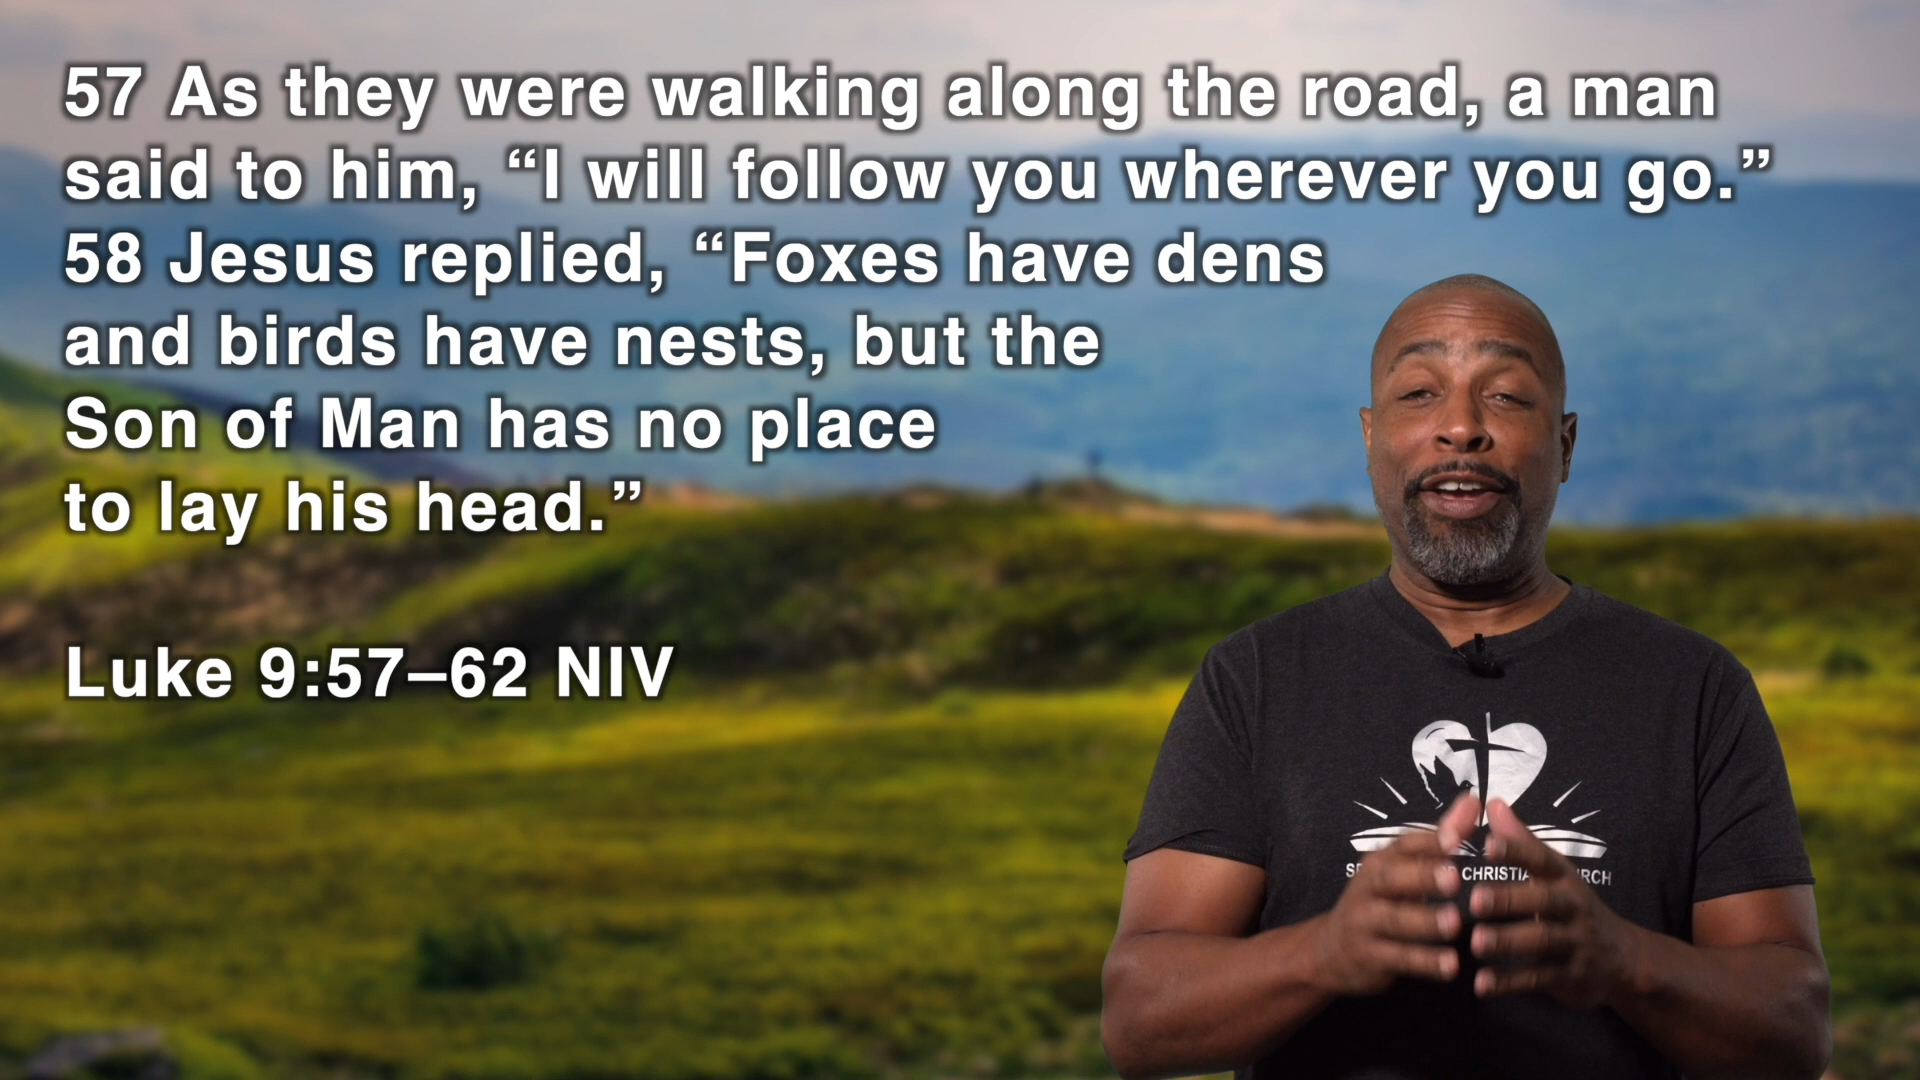 57 As they were walking along the road, a man
said to him, “I will follow you wherever you go.”
58 Jesus replied, “Foxes have dens
and birds have nests, but the
Son of Man has no place
to lay his head.”
Luke 9:57–62 NIV
CHRISTIAN